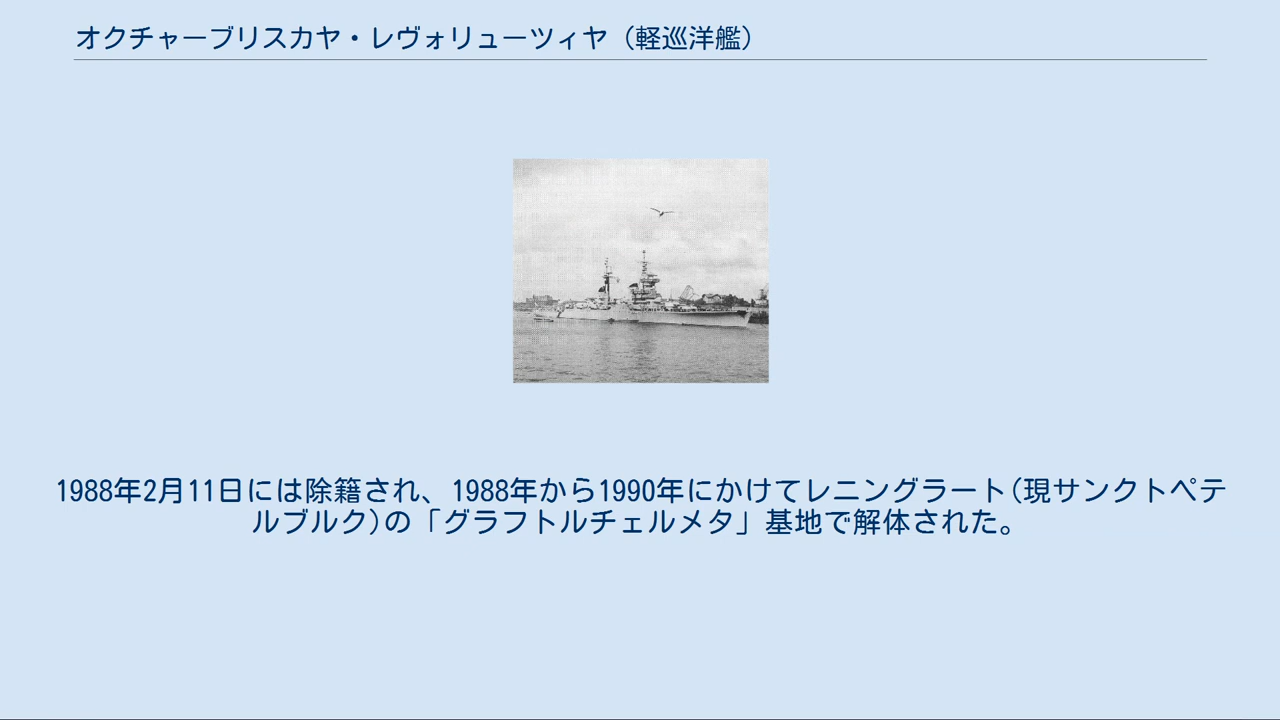 オクチャーブリスカヤ・レヴォリューツィヤ（軽巡洋艦）
1988年2月11日には除籍され、1988年から1990年にかけてレニングラート(現サンクトペテ
ルブルク)の「グラフトルチェルメタ」基地で解体された。